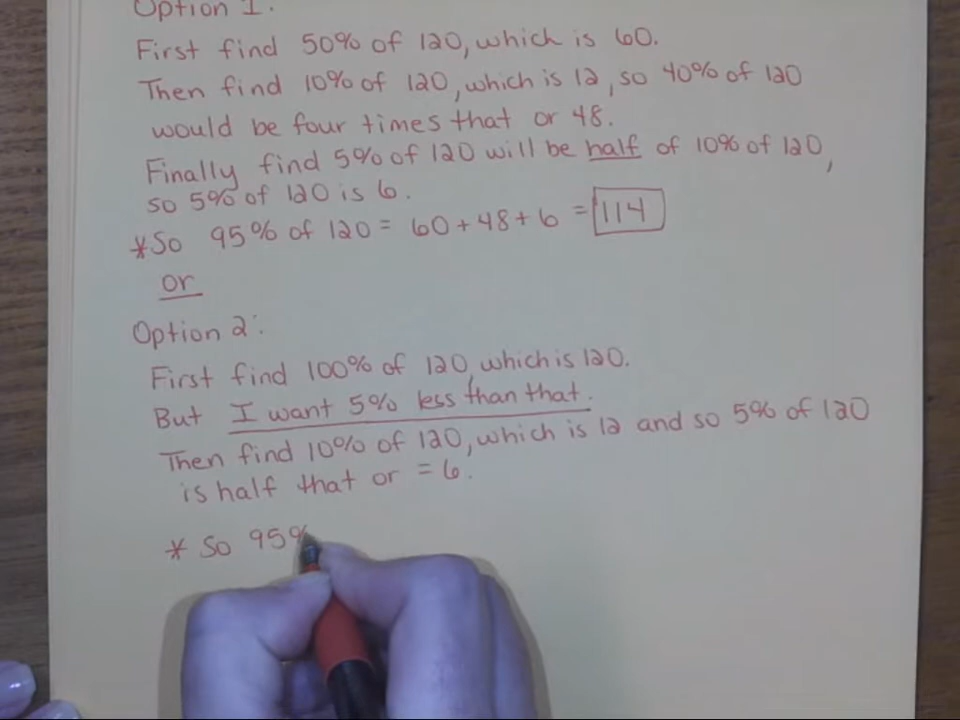 Option 1:
First find 50% of 120, which is 60.
Then find 10% of 120, which is 12, so 40% of 120
would be four times that or 48.
Finally find 5% of 120 will be half of 10% of 120,
so 5% of 120 is 6.
*So 95% of 120 = 60+48+6 = 114
or
Option 2:
First find 100% of 120, which is 120.
But I want 5% less than that.
Then find 10% of 120, which is 12 and so 5% of 120
is half that or = 6.
* So 95%